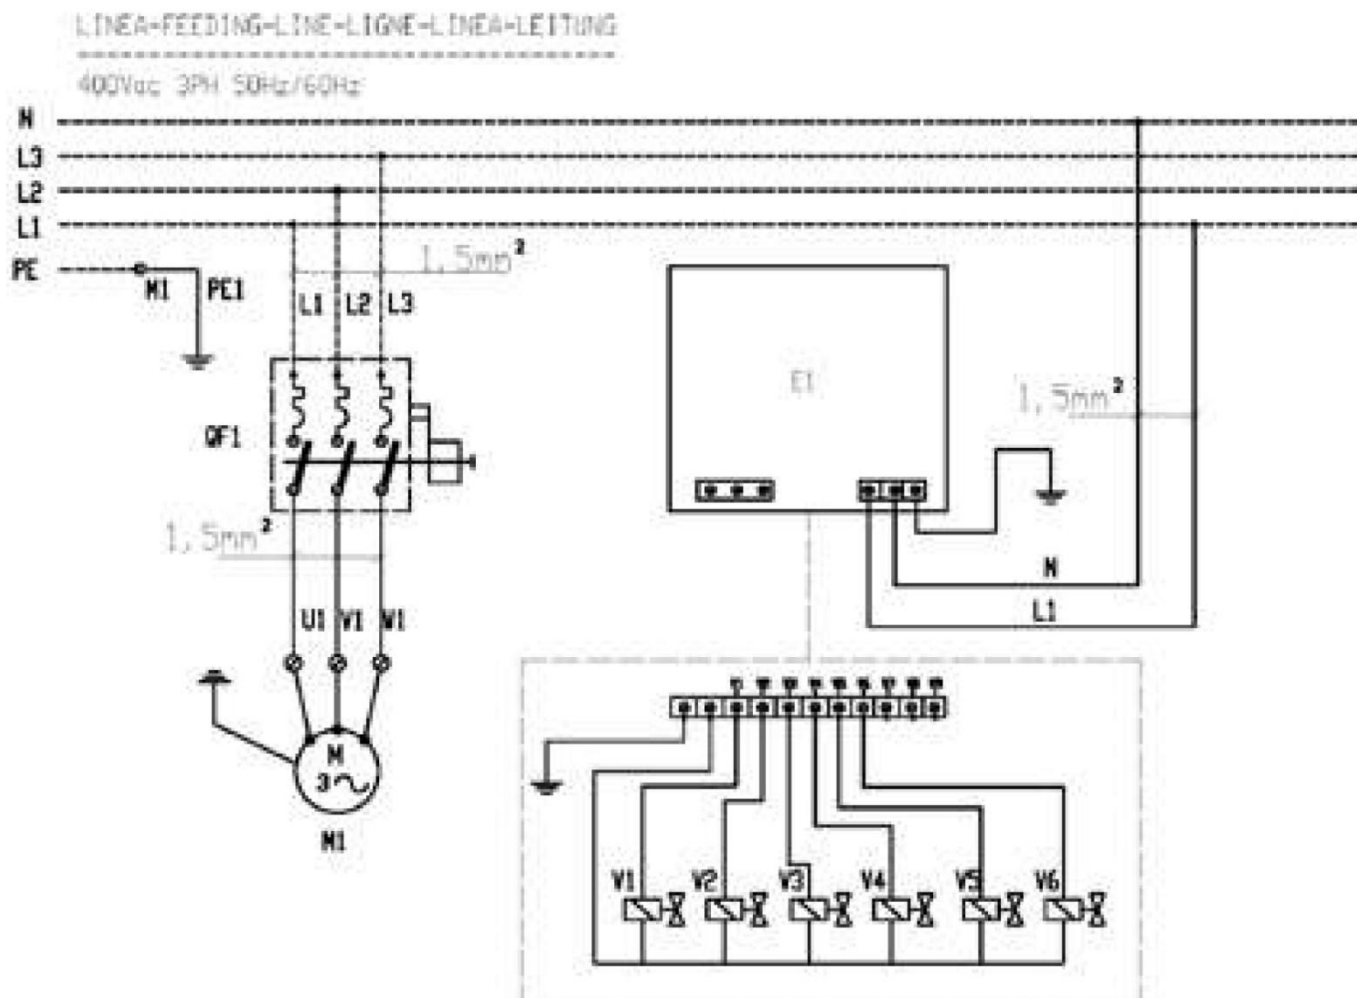 LINEA-FEEDING-LINE-LIGNE-LINEA-LEITUNG
400Vac 3PH 50Hz/60Hz
N
L3
L2
L1
PE
M1
PE1
1,5mm²
L1 L2 L3
E1
1,5mm²
QF1
1,5mm²
N
L1
U1 V1 W1
M
3
M1
V1 V2 V3 V4 V5 V6